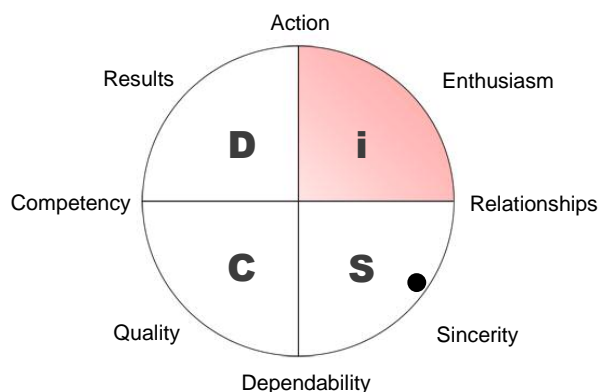 Action
Results
Enthusiasm
D
i
Competency
Relationships
C
S
Quality
Sincerity
Dependability